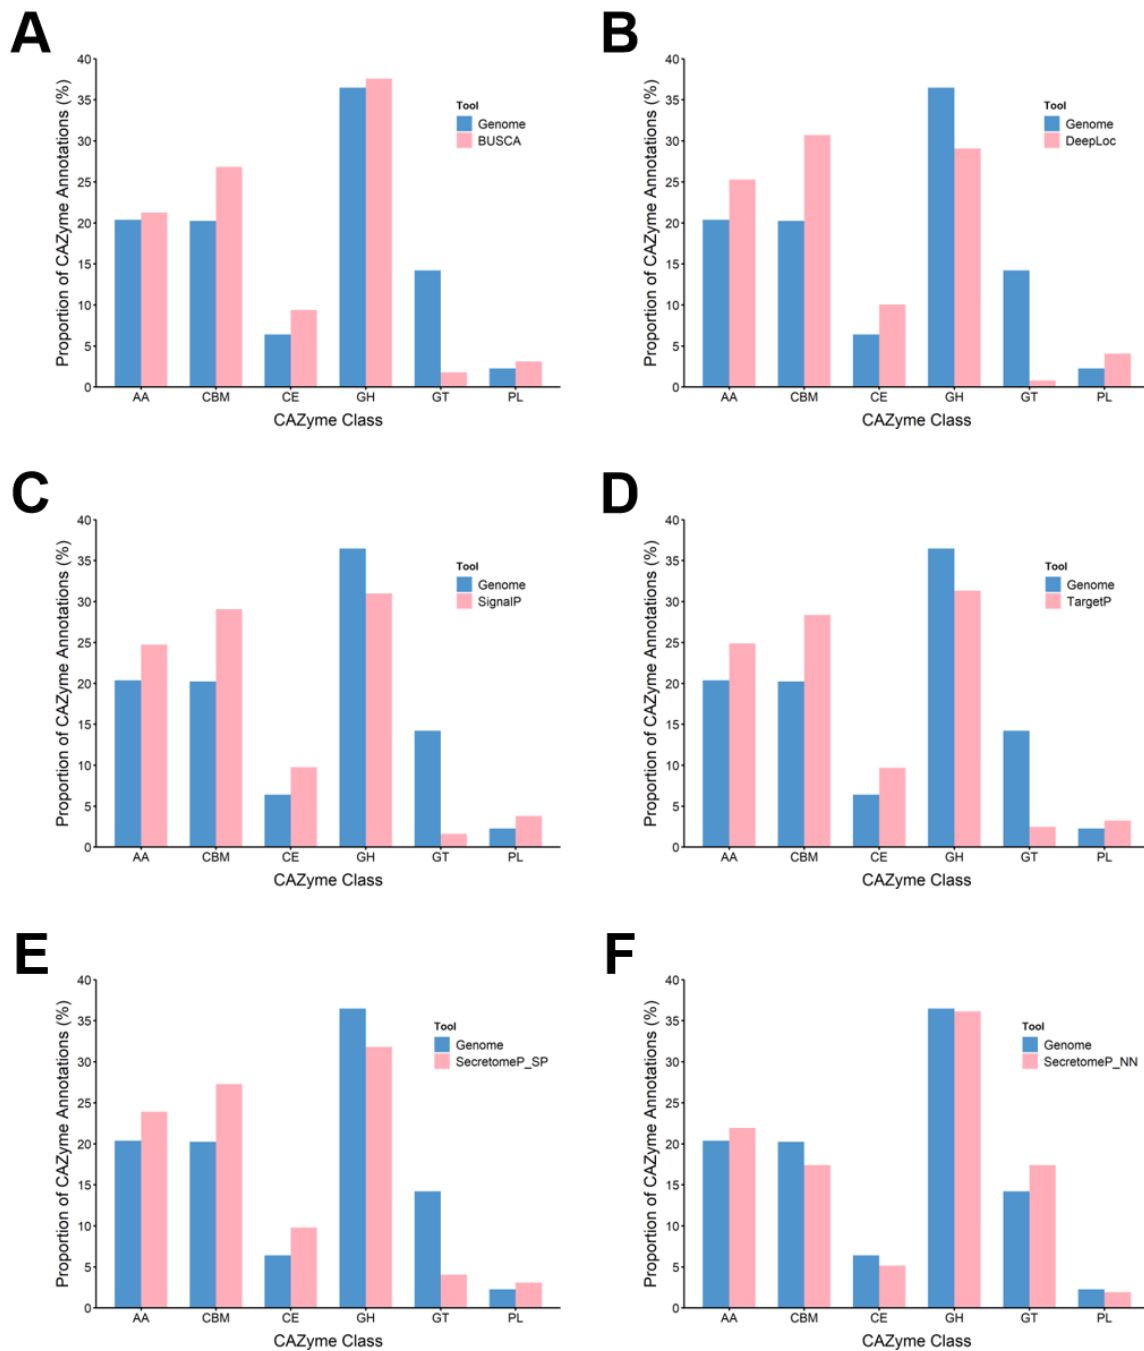 A
Proportion of CAZyme Annotations (%)
40
35
30
25
20
15
10
5
0
Tool
Genome
BUSCA
AA CBM CE GH GT PL
CAZyme Class
B
Proportion of CAZyme Annotations (%)
40
35
30
25
20
15
10
5
0
Tool
Genome
DeepLoc
AA CBM CE GH GT PL
CAZyme Class
C
Proportion of CAZyme Annotations (%)
40
35
30
25
20
15
10
5
0
Tool
Genome
SignalP
AA CBM CE GH GT PL
CAZyme Class
D
Proportion of CAZyme Annotations (%)
40
35
30
25
20
15
10
5
0
Tool
Genome
TargetP
AA CBM CE GH GT PL
CAZyme Class
E
Proportion of CAZyme Annotations (%)
40
35
30
25
20
15
10
5
0
Tool
Genome
SecretomeP_SP
AA CBM CE GH GT PL
CAZyme Class
F
Proportion of CAZyme Annotations (%)
40
35
30
25
20
15
10
5
0
Tool
Genome
SecretomeP_NN
AA CBM CE GH GT PL
CAZyme Class